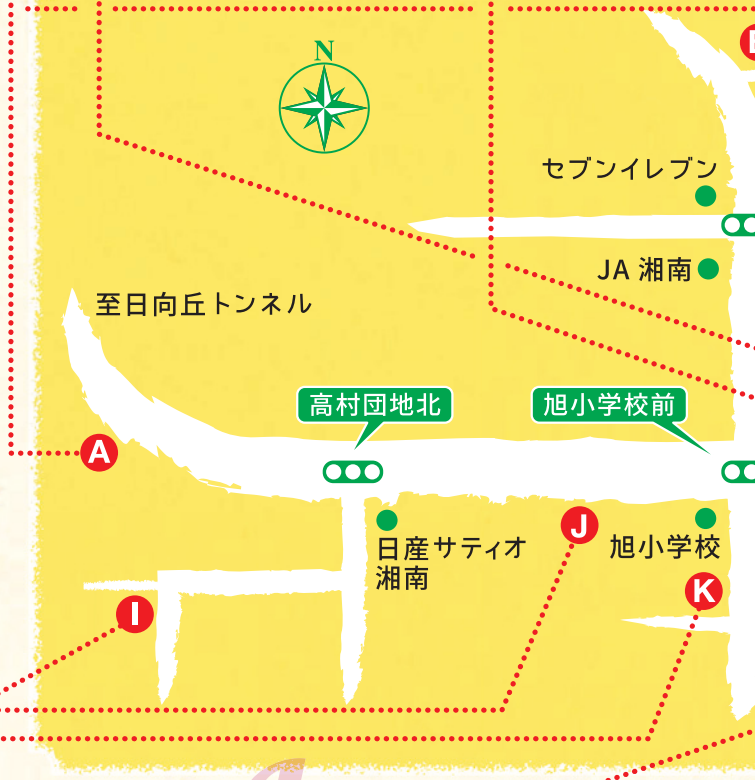 N
セブンイレブン
JA 湘南
至日向丘トンネル
高村団地北
旭小学校前
A
J
日産サティオ
湘南
旭小学校
K
I